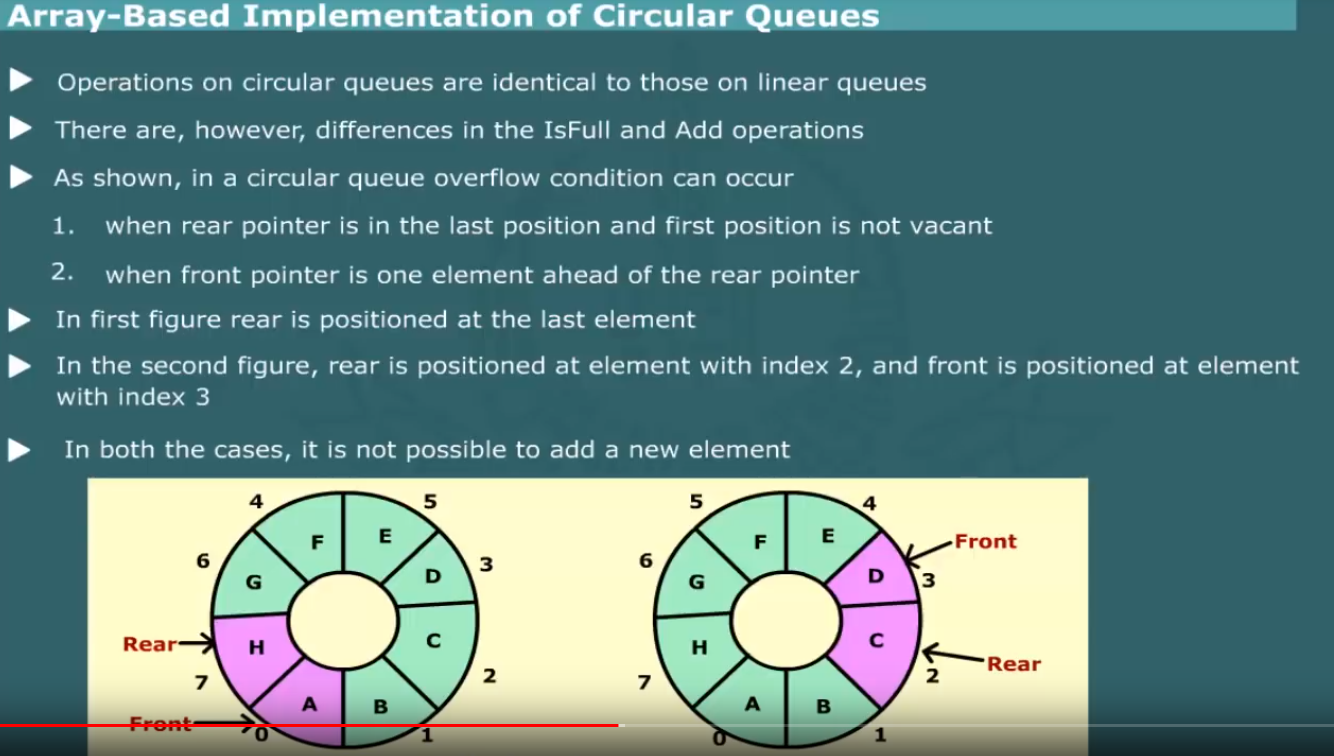 Array-Based Implementation of Circular Queues
Operations on circular queues are identical to those on linear queues
There are, however, differences in the IsFull and Add operations
As shown, in a circular queue overflow condition can occur
1. when rear pointer is in the last position and first position is not vacant
2. when front pointer is one element ahead of the rear pointer
In first figure rear is positioned at the last element
In the second figure, rear is positioned at element with index 2, and front is positioned at element
with index 3
In both the cases, it is not possible to add a new element
4 5
F E
6 3
G D
Rear H C
7 2
A B
Front 0 1
5 4
F E Front
6 3
G D
H C
Rear
7 2
A B
0 1